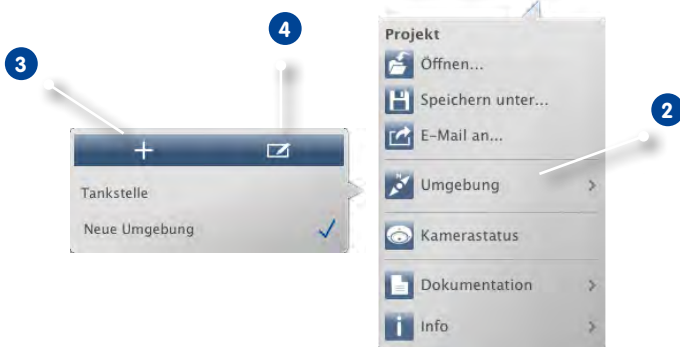 4
3
2
Projekt
Öffnen...
Speichern unter...
E-Mail an...
Umgebung
Kamerastatus
Dokumentation
Info
Tankstelle
Neue Umgebung